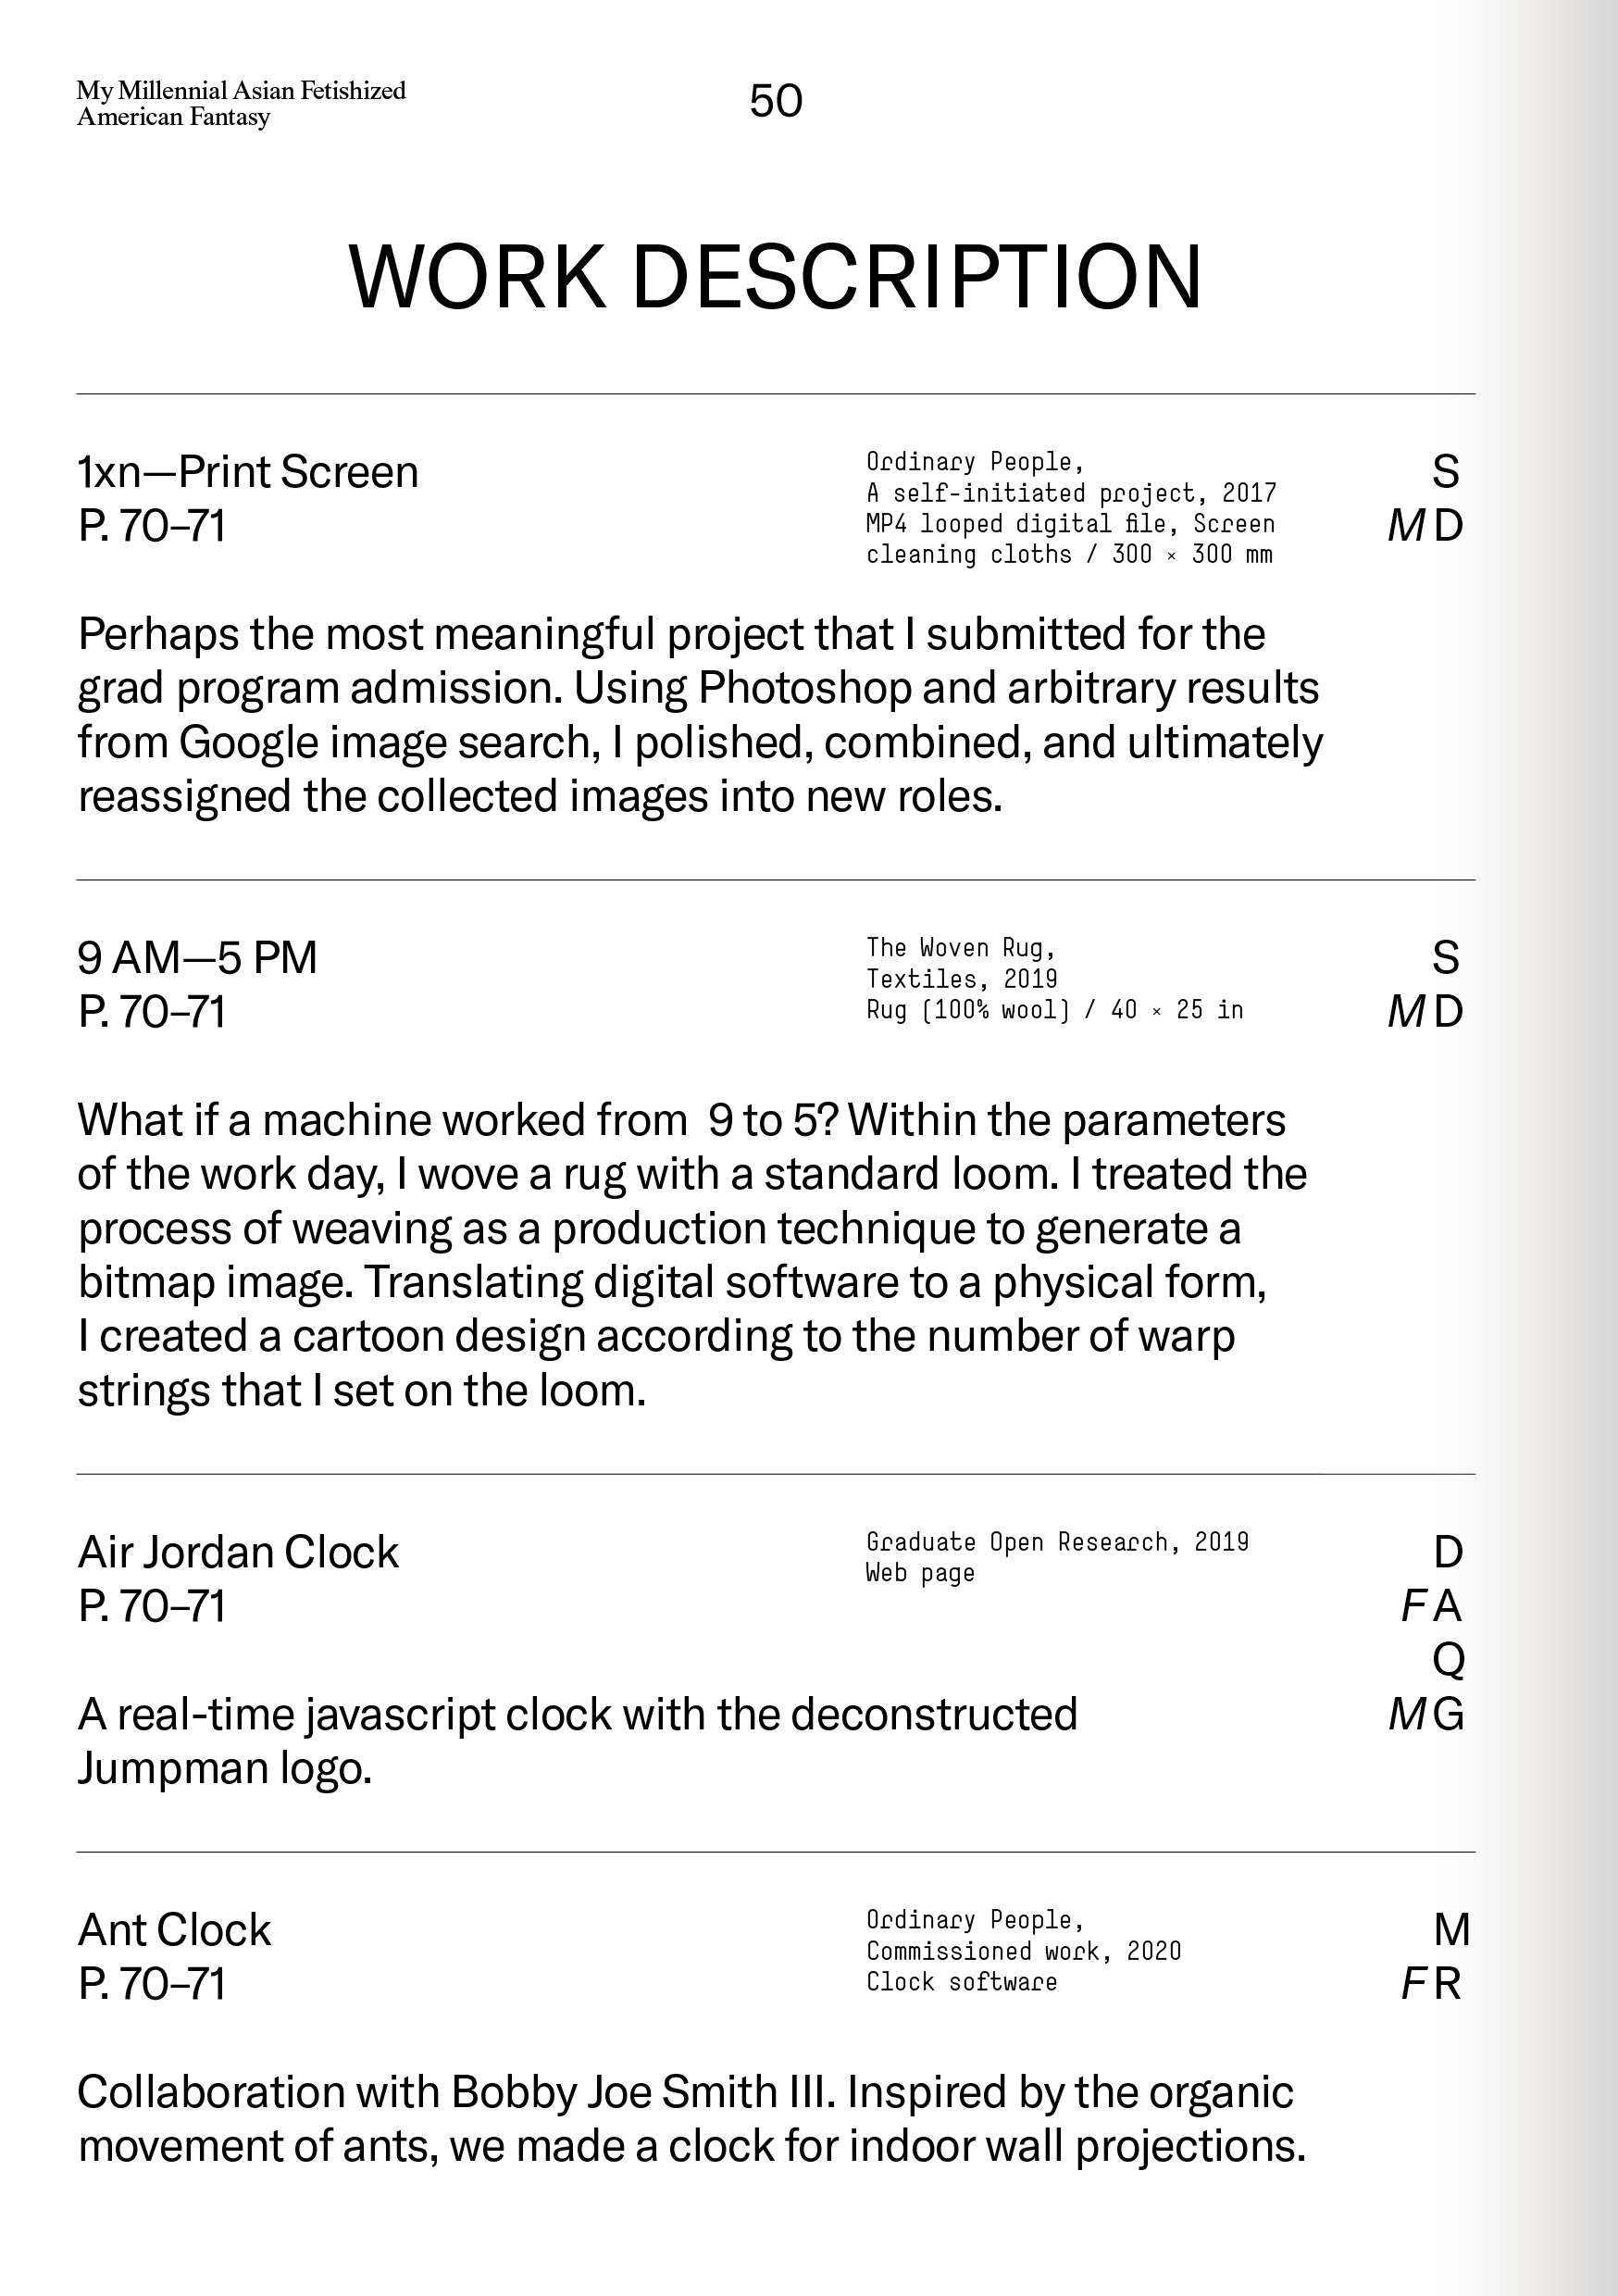 My Millennial Asian Fetishized
American Fantasy
50
WORK DESCRIPTION
1xn—Print Screen
P. 70–71
Ordinary People,
A self-initiated project, 2017
MP4 looped digital file, Screen
cleaning cloths / 300 × 300 mm
S
M D
Perhaps the most meaningful project that I submitted for the
grad program admission. Using Photoshop and arbitrary results
from Google image search, I polished, combined, and ultimately
reassigned the collected images into new roles.
9 AM—5 PM
P. 70–71
The Woven Rug,
Textiles, 2019
Rug (100% wool) / 40 × 25 in
S
M D
What if a machine worked from  9 to 5? Within the parameters
of the work day, I wove a rug with a standard loom. I treated the
process of weaving as a production technique to generate a
bitmap image. Translating digital software to a physical form,
I created a cartoon design according to the number of warp
strings that I set on the loom.
Air Jordan Clock
P. 70–71
Graduate Open Research, 2019
Web page
D
F A
Q
M G
A real-time javascript clock with the deconstructed
Jumpman logo.
Ant Clock
P. 70–71
Ordinary People,
Commissioned work, 2020
Clock software
M
F R
Collaboration with Bobby Joe Smith III. Inspired by the organic
movement of ants, we made a clock for indoor wall projections.